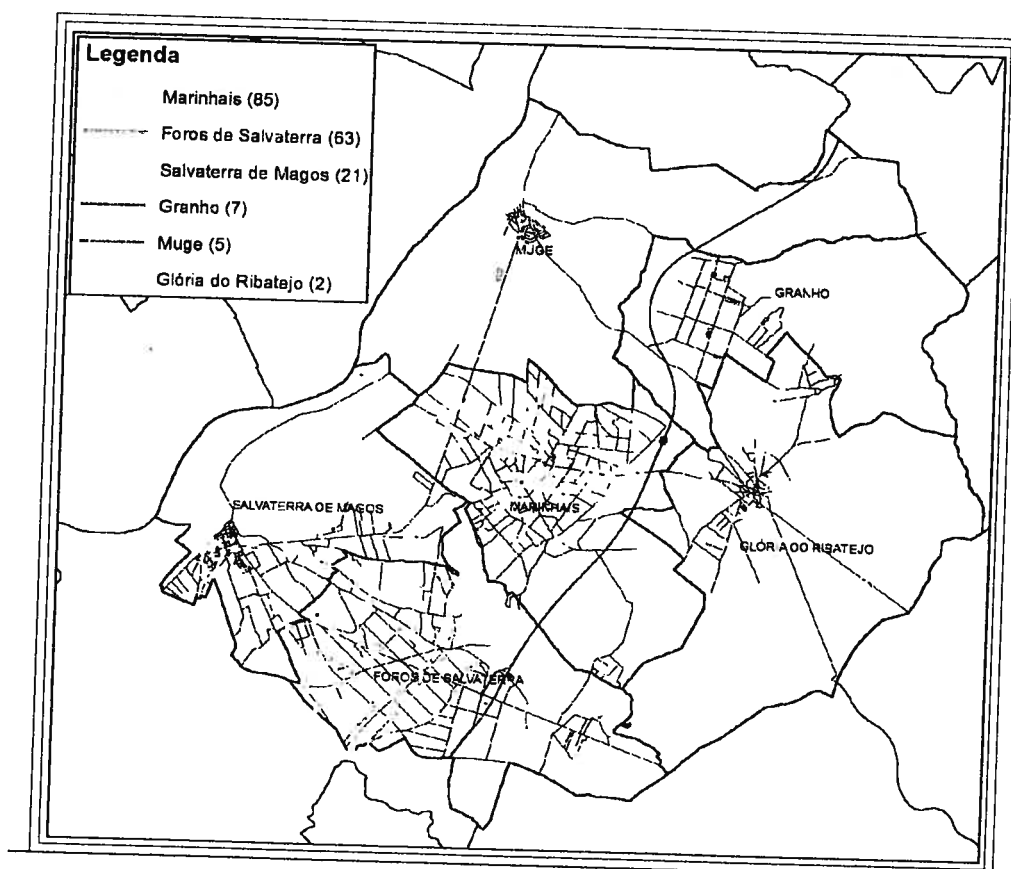 Legenda
Marinhais (85)
Foros de Salvaterra (63)
Salvaterra de Magos (21)
Granho (7)
Muge (5)
Glória do Ribatejo (2)
MUGE
GRANHO
SALVATERRA DE MAGOS
MARINHAIS
GLÓRIA DO RIBATEJO
FOROS DE SALVATERRA